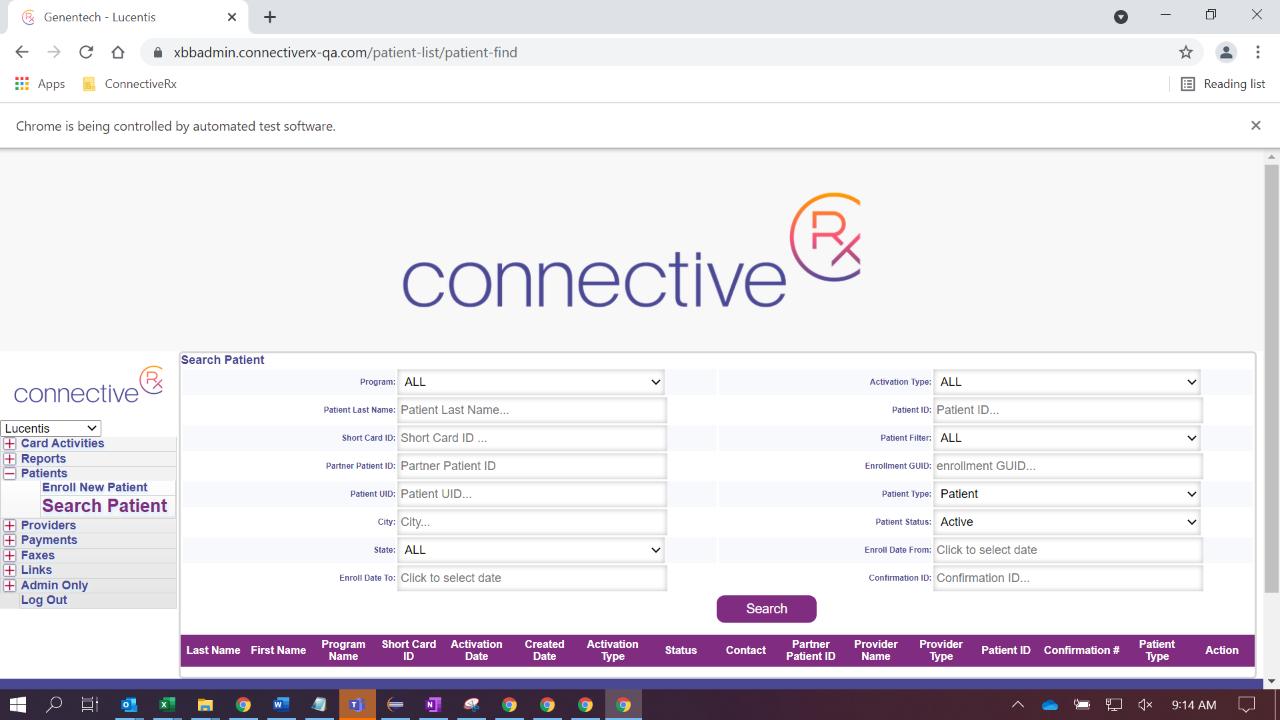 Genentech - Lucentis
xbbadmin.connectiverx-qa.com/patient-list/patient-find
Apps ConnectiveRx Reading list
Chrome is being controlled by automated test software.
connective Rx
connective Rx
Lucentis
Card Activities
Reports
Patients
Enroll New Patient
Search Patient
Providers
Payments
Faxes
Links
Admin Only
Log Out
Search Patient
Program: ALL Activation Type: ALL
Patient Last Name: Patient Last Name... Patient ID: Patient ID...
Short Card ID: Short Card ID ... Patient Filter: ALL
Partner Patient ID: Partner Patient ID Enrollment GUID: enrollment GUID...
Patient UID: Patient UID... Patient Type: Patient
City: City... Patient Status: Active
State: ALL Enroll Date From: Click to select date
Enroll Date To: Click to select date Confirmation ID: Confirmation ID...
Search
Last Name First Name Program Name Short Card ID Activation Date Created Date Activation Type Status Contact Partner Patient ID Provider Name Provider Type Patient ID Confirmation # Patient Type Action
9:14 AM